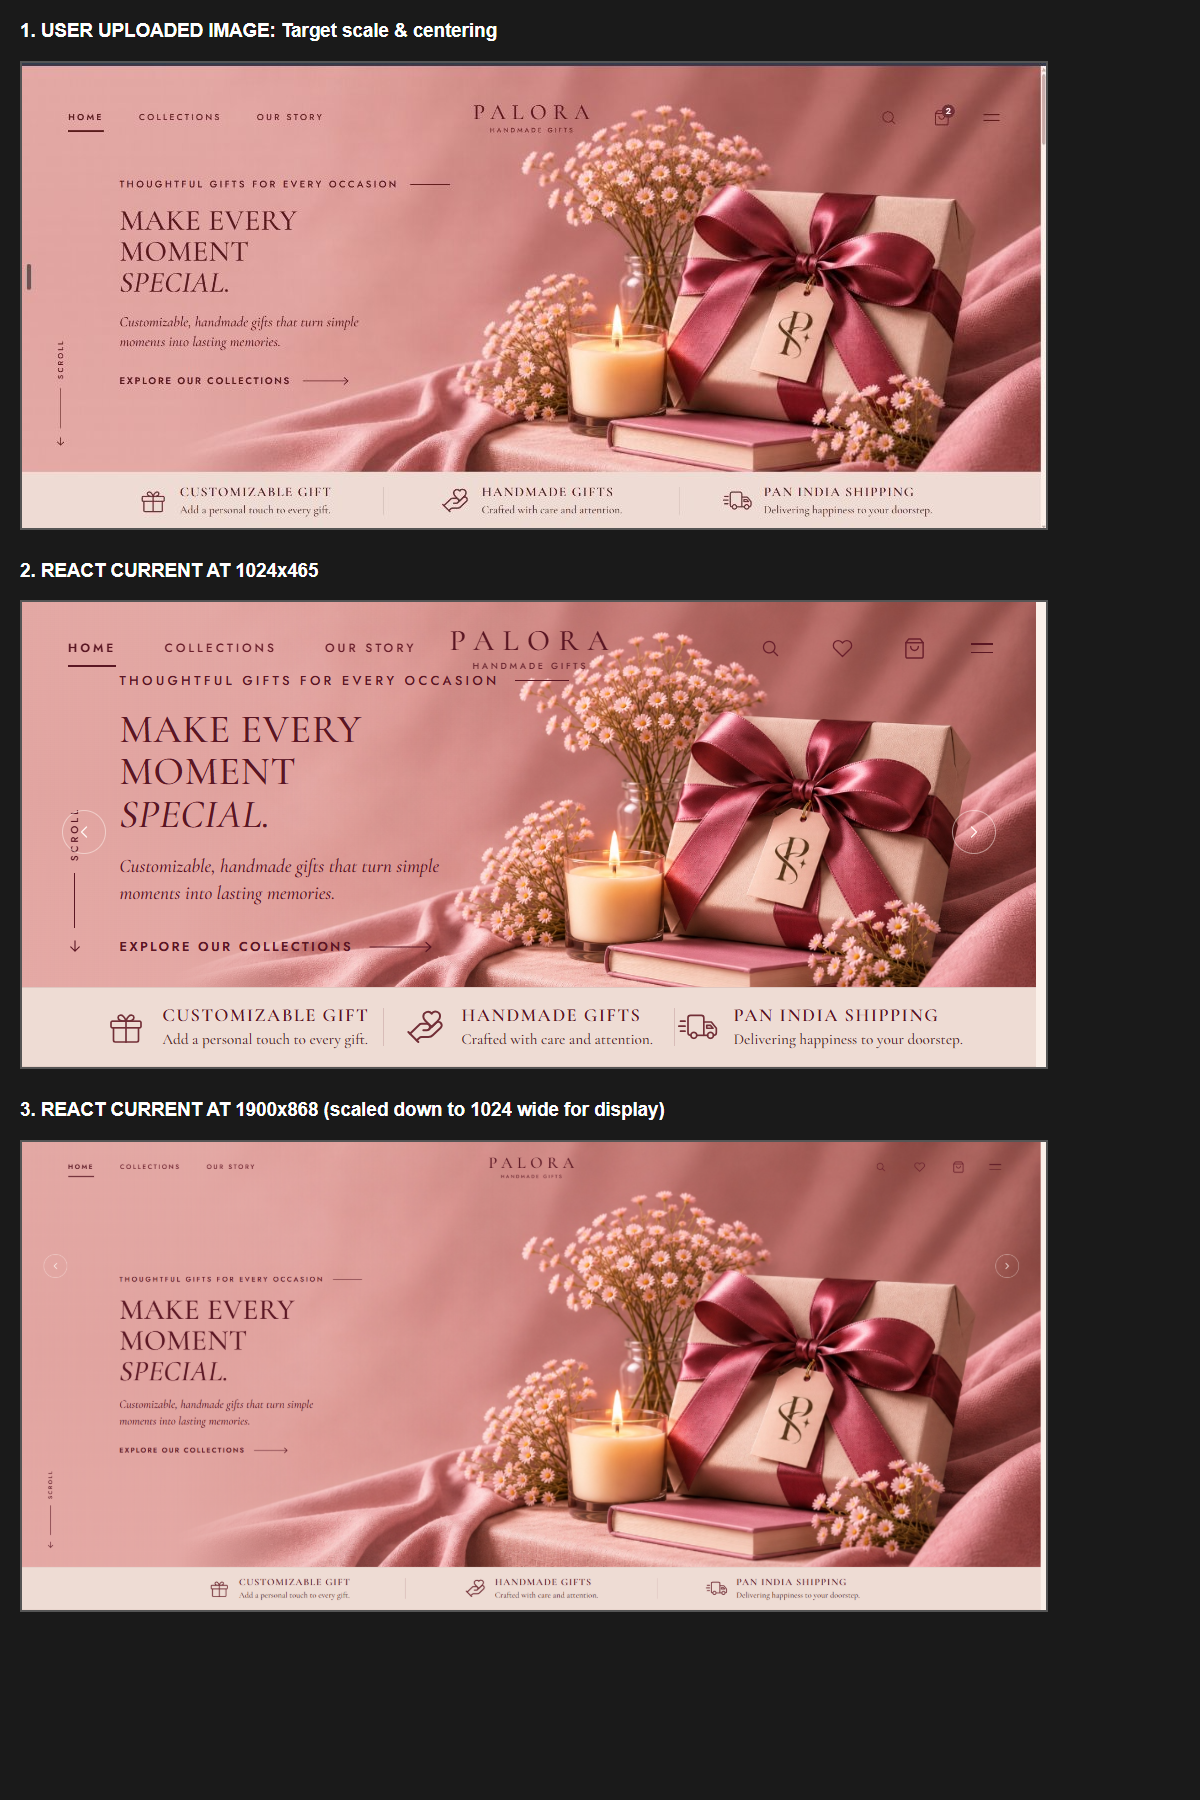 1. USER UPLOADED IMAGE: Target scale & centering
HOME COLLECTIONS OUR STORY
PALORA
HANDMADE GIFTS
2
THOUGHTFUL GIFTS FOR EVERY OCCASION
MAKE EVERY
MOMENT
SPECIAL.
Customizable, handmade gifts that turn simple
moments into lasting memories.
EXPLORE OUR COLLECTIONS
SCROLL
CUSTOMIZABLE GIFT
Add a personal touch to every gift.
HANDMADE GIFTS
Crafted with care and attention.
PAN INDIA SHIPPING
Delivering happiness to your doorstep.
2. REACT CURRENT AT 1024x465
HOME COLLECTIONS OUR STORY
PALORA
HANDMADE GIFTS
THOUGHTFUL GIFTS FOR EVERY OCCASION
MAKE EVERY
MOMENT
SPECIAL.
Customizable, handmade gifts that turn simple
moments into lasting memories.
EXPLORE OUR COLLECTIONS
SCROLL
CUSTOMIZABLE GIFT
Add a personal touch to every gift.
HANDMADE GIFTS
Crafted with care and attention.
PAN INDIA SHIPPING
Delivering happiness to your doorstep.
3. REACT CURRENT AT 1900x868 (scaled down to 1024 wide for display)
HOME COLLECTIONS OUR STORY
PALORA
HANDMADE GIFTS
THOUGHTFUL GIFTS FOR EVERY OCCASION
MAKE EVERY
MOMENT
SPECIAL.
Customizable, handmade gifts that turn simple
moments into lasting memories.
EXPLORE OUR COLLECTIONS
SCROLL
CUSTOMIZABLE GIFT
Add a personal touch to every gift.
HANDMADE GIFTS
Crafted with care and attention.
PAN INDIA SHIPPING
Delivering happiness to your doorstep.